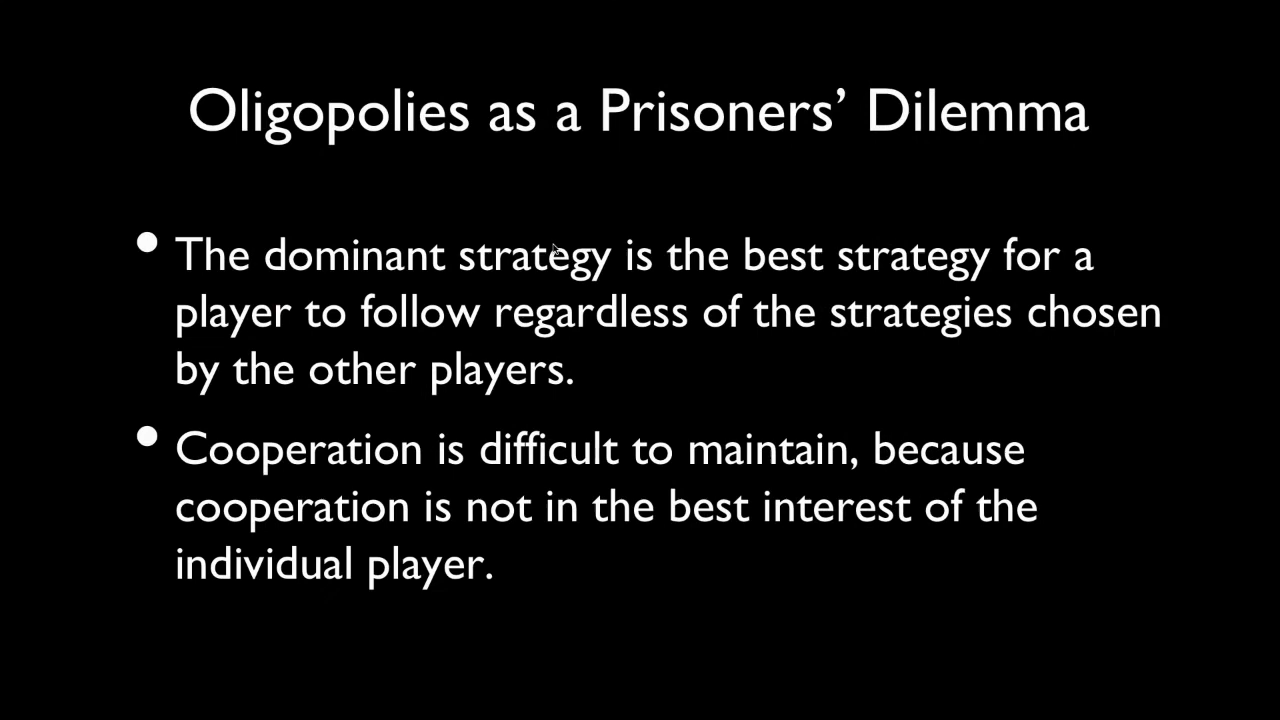 Oligopolies as a Prisoners’ Dilemma
• The dominant strategy is the best strategy for a
player to follow regardless of the strategies chosen
by the other players.
• Cooperation is difficult to maintain, because
cooperation is not in the best interest of the
individual player.